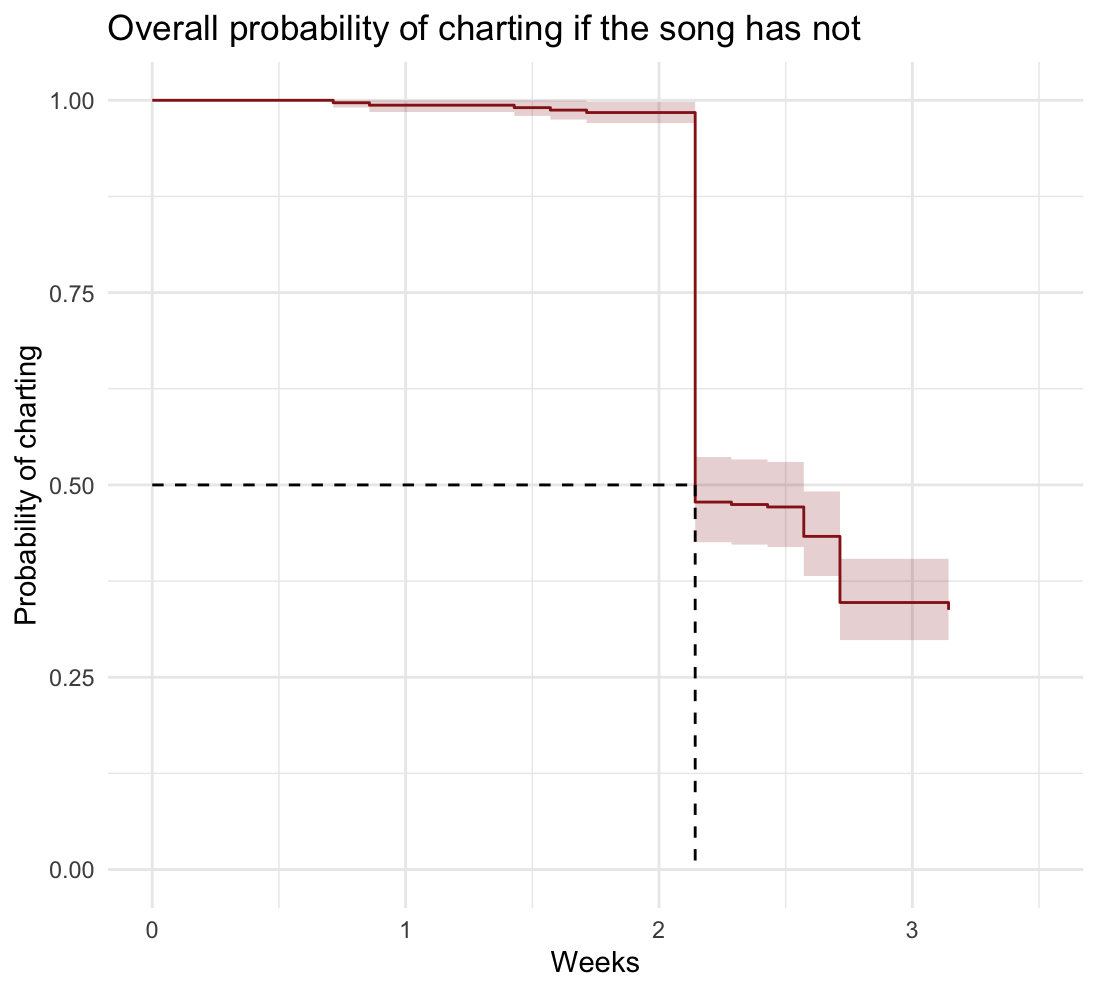 Overall probability of charting if the song has not
1.00
0.75
0.50
0.25
0.00
Probability of charting
0 1 2 3
Weeks